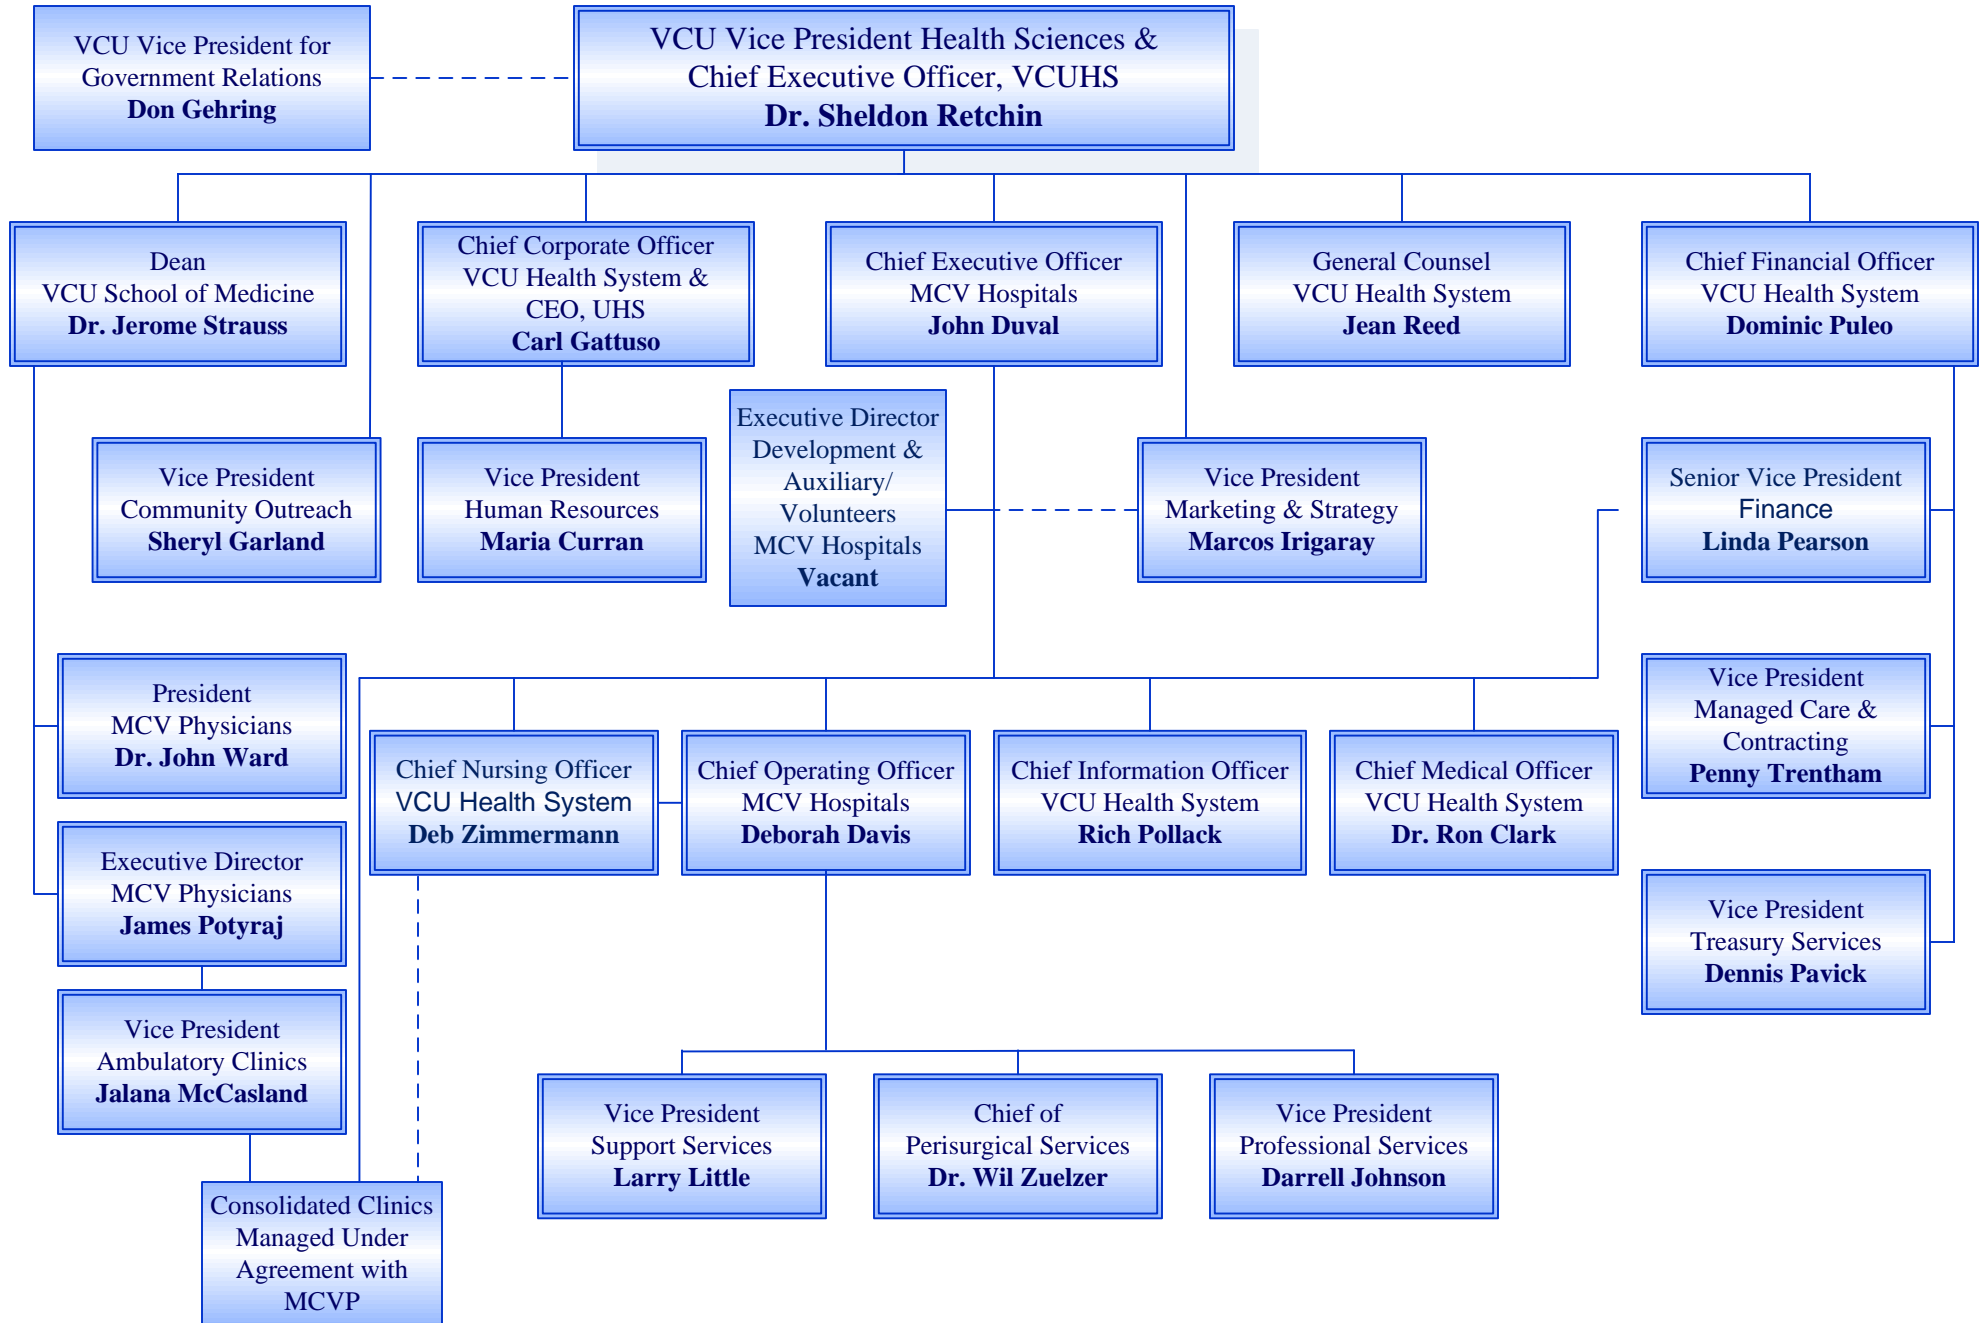 VCU Vice President for
Government Relations
Don Gehring
VCU Vice President Health Sciences &
Chief Executive Officer, VCUHS
Dr. Sheldon Retchin
Dean
VCU School of Medicine
Dr. Jerome Strauss
Chief Corporate Officer
VCU Health System &
CEO, UHS
Carl Gattuso
Chief Executive Officer
MCV Hospitals
John Duval
General Counsel
VCU Health System
Jean Reed
Chief Financial Officer
VCU Health System
Dominic Puleo
Vice President
Community Outreach
Sheryl Garland
Vice President
Human Resources
Maria Curran
Executive Director
Development &
Auxiliary/
Volunteers
MCV Hospitals
Vacant
Vice President
Marketing & Strategy
Marcos Irigaray
Senior Vice President
Finance
Linda Pearson
President
MCV Physicians
Dr. John Ward
Vice President
Managed Care &
Contracting
Penny Trentham
Chief Nursing Officer
VCU Health System
Deb Zimmermann
Chief Operating Officer
MCV Hospitals
Deborah Davis
Chief Information Officer
VCU Health System
Rich Pollack
Chief Medical Officer
VCU Health System
Dr. Ron Clark
Executive Director
MCV Physicians
James Potyraj
Vice President
Treasury Services
Dennis Pavick
Vice President
Ambulatory Clinics
Jalana McCasland
Vice President
Support Services
Larry Little
Chief of
Perisurgical Services
Dr. Wil Zuelzer
Vice President
Professional Services
Darrell Johnson
Consolidated Clinics
Managed Under
Agreement with
MCVP